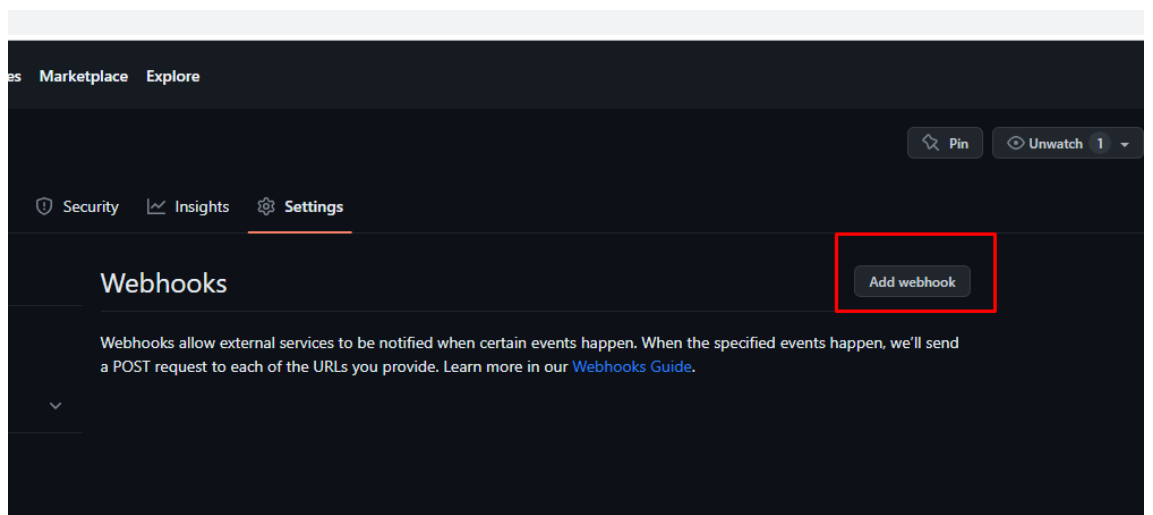 es Marketplace Explore
Pin Unwatch 1
Security Insights Settings
Webhooks Add webhook
Webhooks allow external services to be notified when certain events happen. When the specified events happen, we'll send
a POST request to each of the URLs you provide. Learn more in our Webhooks Guide.